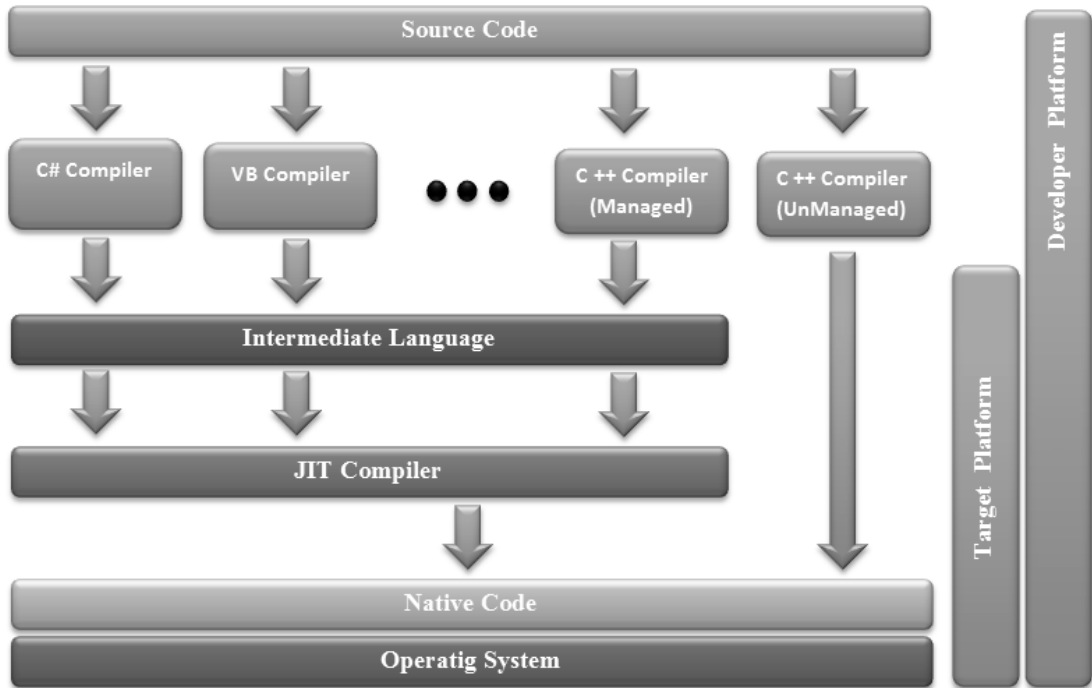 Source Code
C# Compiler
VB Compiler
C ++ Compiler
(Managed)
C ++ Compiler
(UnManaged)
Intermediate Language
JIT Compiler
Native Code
Operatig System
Target Platform
Developer Platform